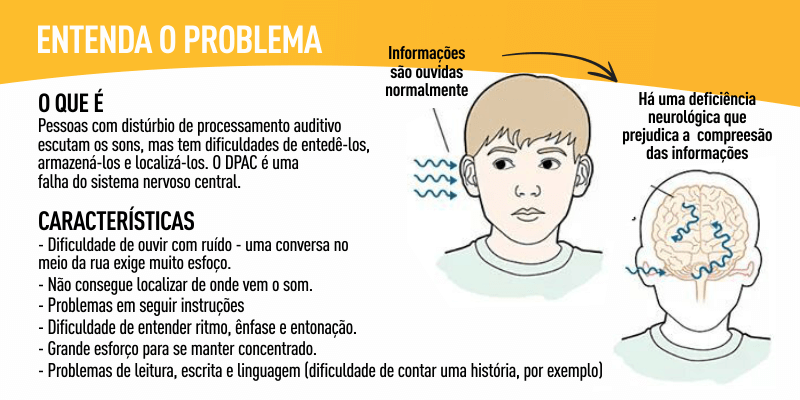 ENTENDA O PROBLEMA
O QUE É
Pessoas com distúrbio de processamento auditivo
escutam os sons, mas tem dificuldades de entedê-los,
armazená-los e localizá-los. O DPAC é uma
falha do sistema nervoso central.
CARACTERÍSTICAS
- Dificuldade de ouvir com ruído - uma conversa no
meio da rua exige muito esfoço.
- Não consegue localizar de onde vem o som.
- Problemas em seguir instruções
- Dificuldade de entender ritmo, ênfase e entonação.
- Grande esforço para se manter concentrado.
- Problemas de leitura, escrita e linguagem (dificuldade de contar uma história, por exemplo)
Informações
são ouvidas
normalmente
Há uma deficiência
neurológica que
prejudica a compreesão
das informações